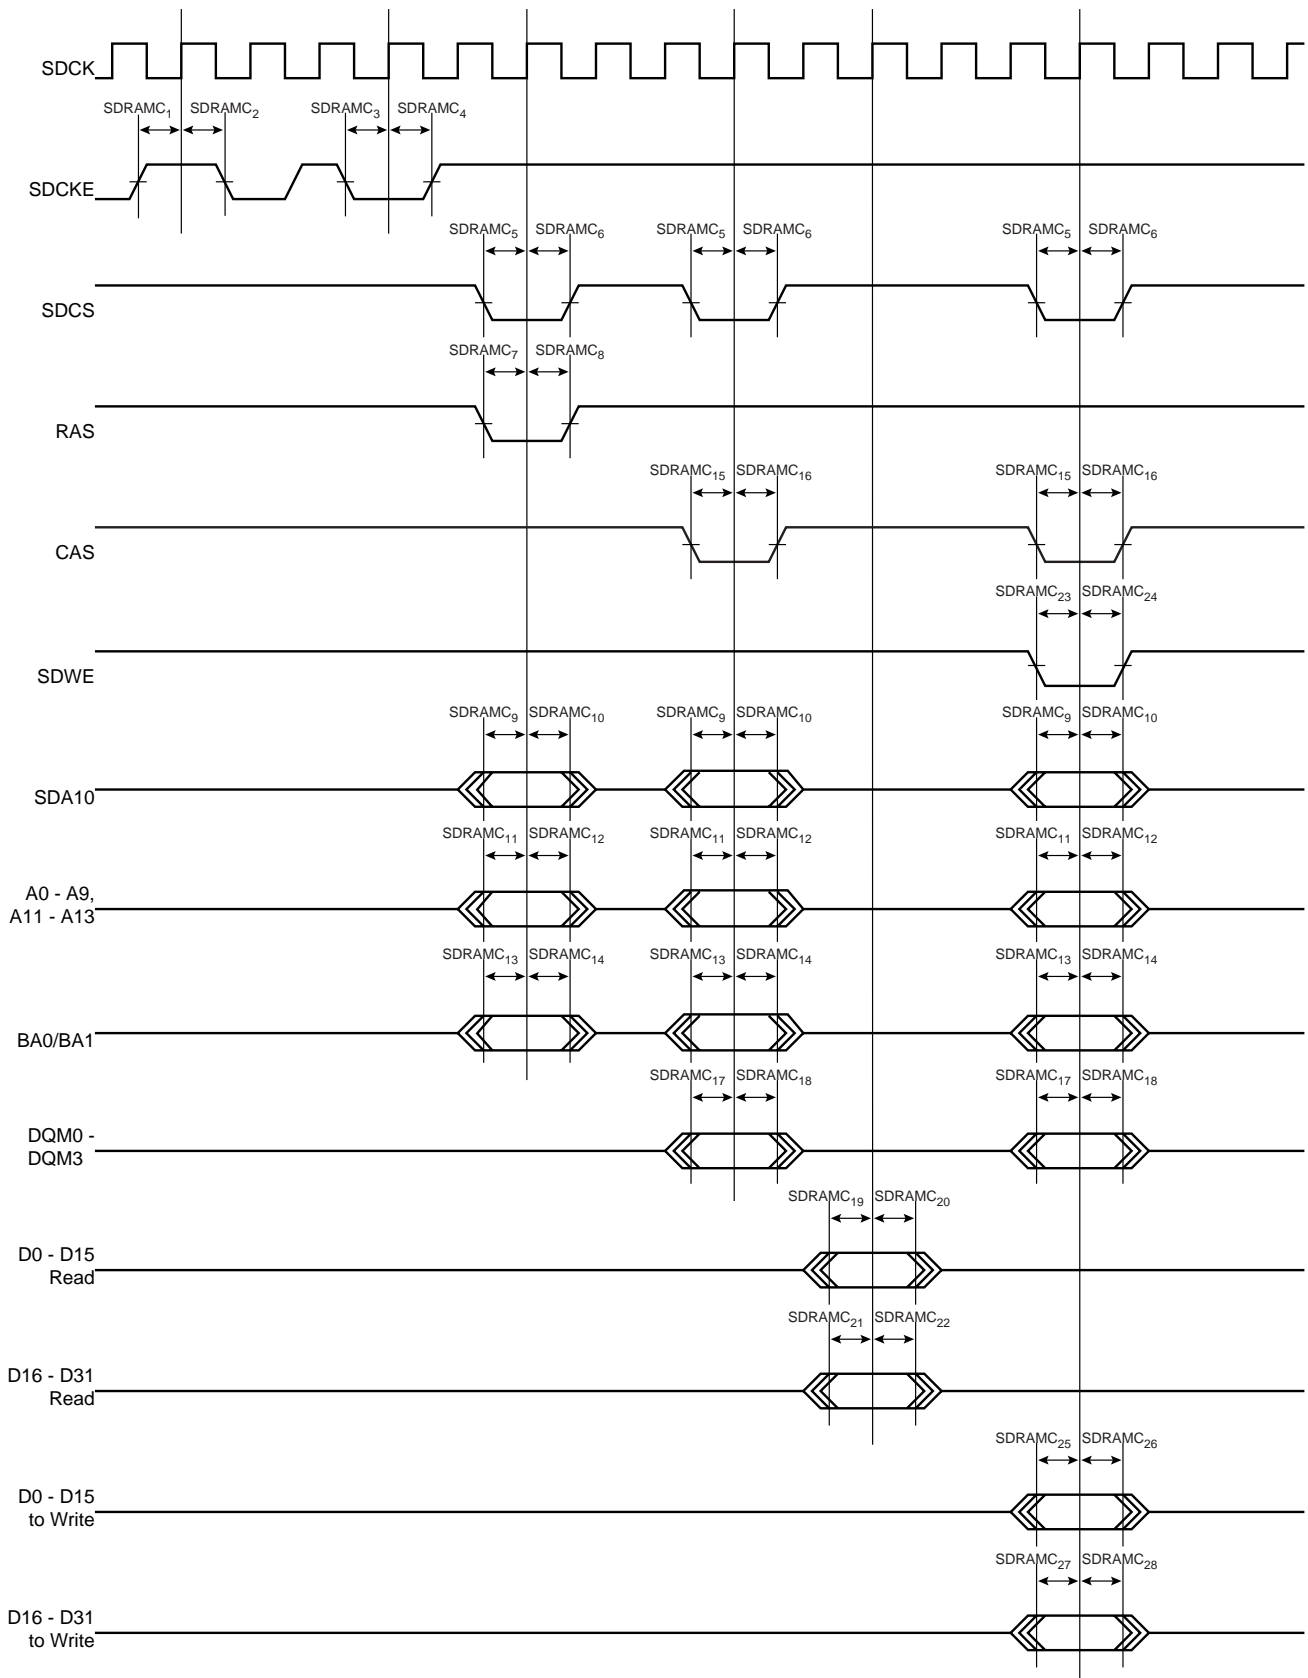 SDCK
SDRAMC1 SDRAMC2 SDRAMC3 SDRAMC4
SDCKE
SDRAMC5 SDRAMC6 SDRAMC5 SDRAMC6 SDRAMC5 SDRAMC6
SDCS
SDRAMC7 SDRAMC8
RAS
SDRAMC15 SDRAMC16 SDRAMC15 SDRAMC16
CAS
SDRAMC23 SDRAMC24
SDWE
SDRAMC9 SDRAMC10 SDRAMC9 SDRAMC10 SDRAMC9 SDRAMC10
SDA10
SDRAMC11 SDRAMC12 SDRAMC11 SDRAMC12 SDRAMC11 SDRAMC12
A0 - A9,
A11 - A13
SDRAMC13 SDRAMC14 SDRAMC13 SDRAMC14 SDRAMC13 SDRAMC14
BA0/BA1
SDRAMC17 SDRAMC18 SDRAMC17 SDRAMC18
DQM0 -
DQM3
SDRAMC19 SDRAMC20
D0 - D15
Read
SDRAMC21 SDRAMC22
D16 - D31
Read
SDRAMC25 SDRAMC26
D0 - D15
to Write
SDRAMC27 SDRAMC28
D16 - D31
to Write